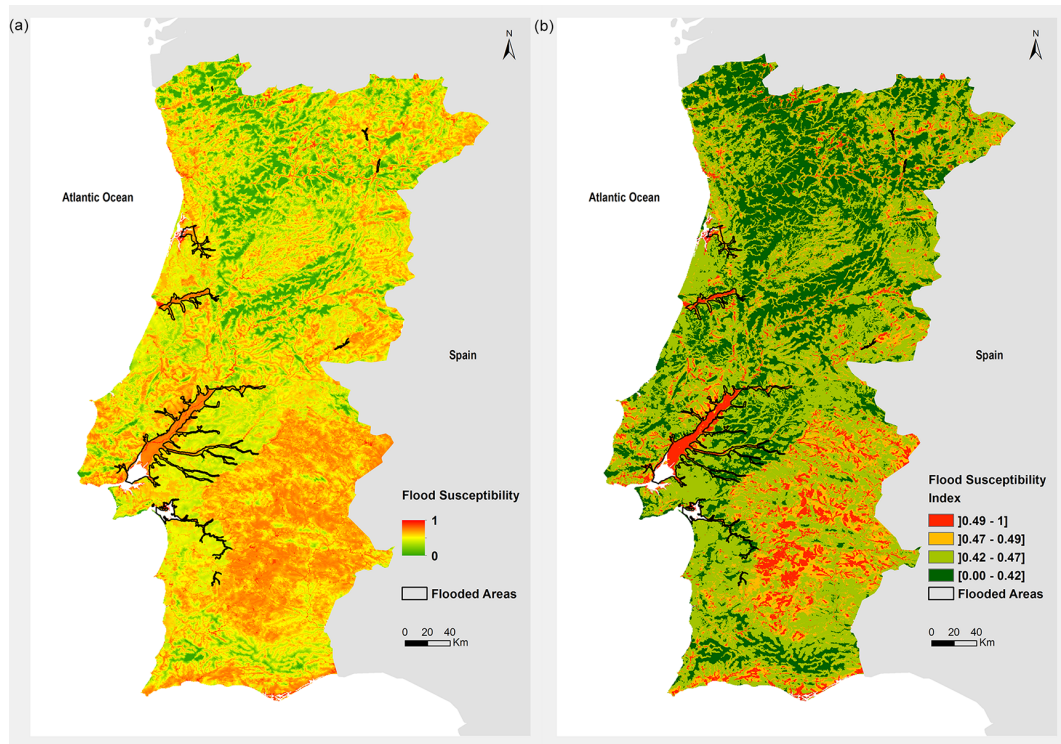 (a)
N
Atlantic Ocean
Spain
Flood Susceptibility
1
0
Flooded Areas
0 20 40
Km
(b)
N
Atlantic Ocean
Spain
Flood Susceptibility
Index
]0.49 - 1]
]0.47 - 0.49]
]0.42 - 0.47]
[0.00 - 0.42]
Flooded Areas
0 20 40
Km